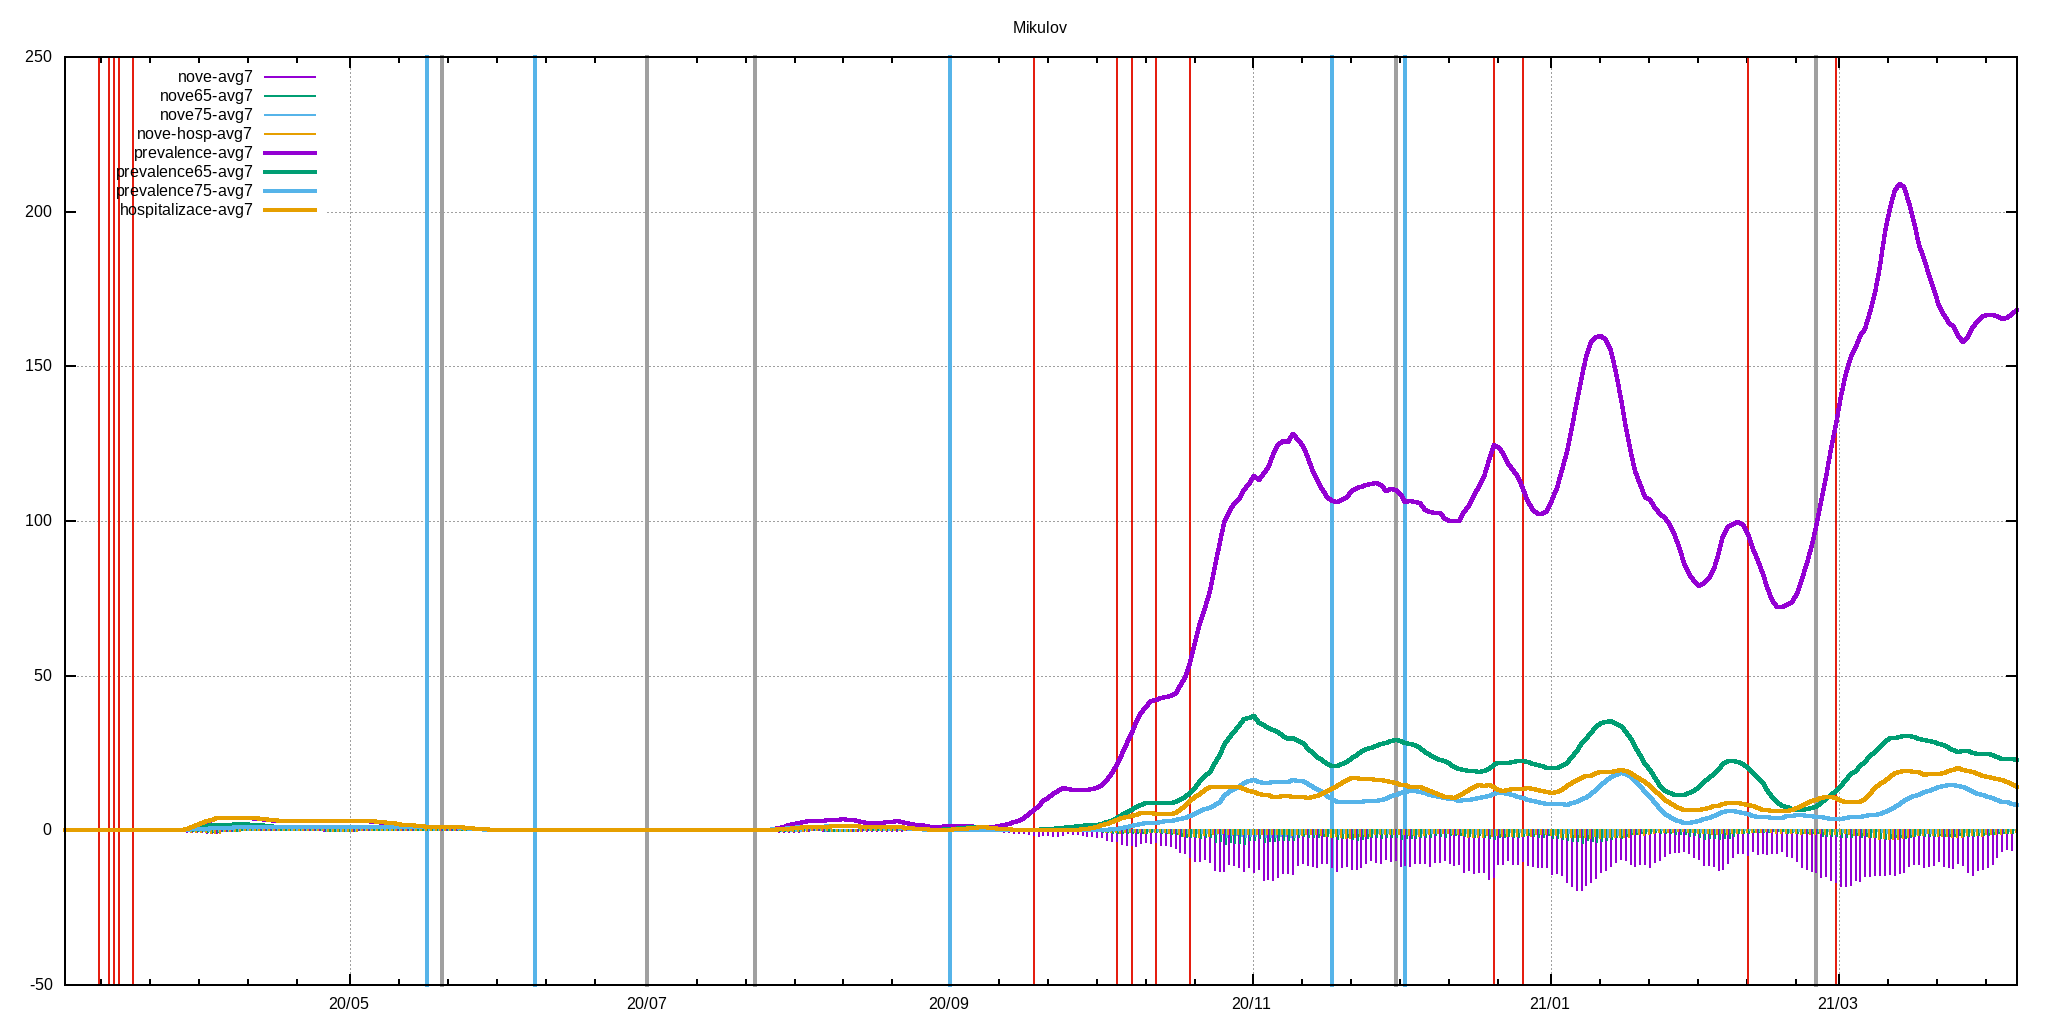 Mikulov
250
200
150
100
50
0
-50
nove-avg7
nove65-avg7
nove75-avg7
nove-hosp-avg7
prevalence-avg7
prevalence65-avg7
prevalence75-avg7
hospitalizace-avg7
20/05 20/07 20/09 20/11 21/01 21/03